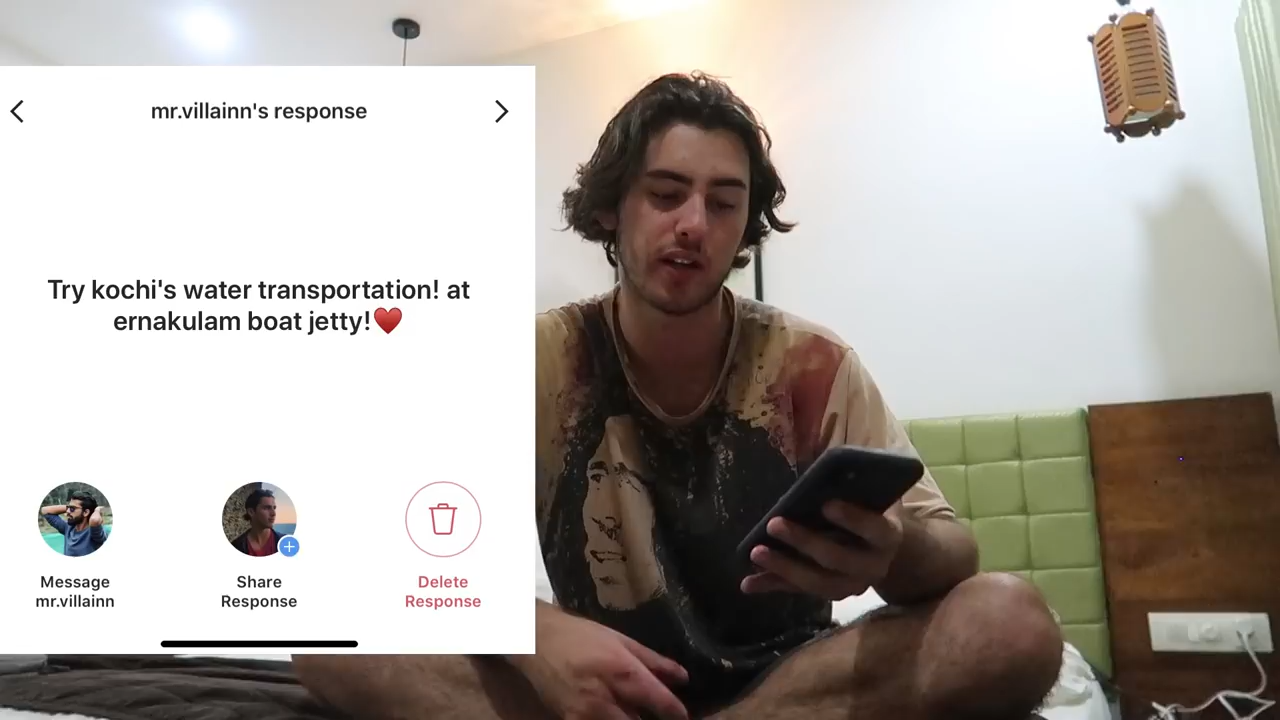 mr.villainn's response
Try kochi's water transportation! at
ernakulam boat jetty!❤️
Message
mr.villainn
Share
Response
Delete
Response